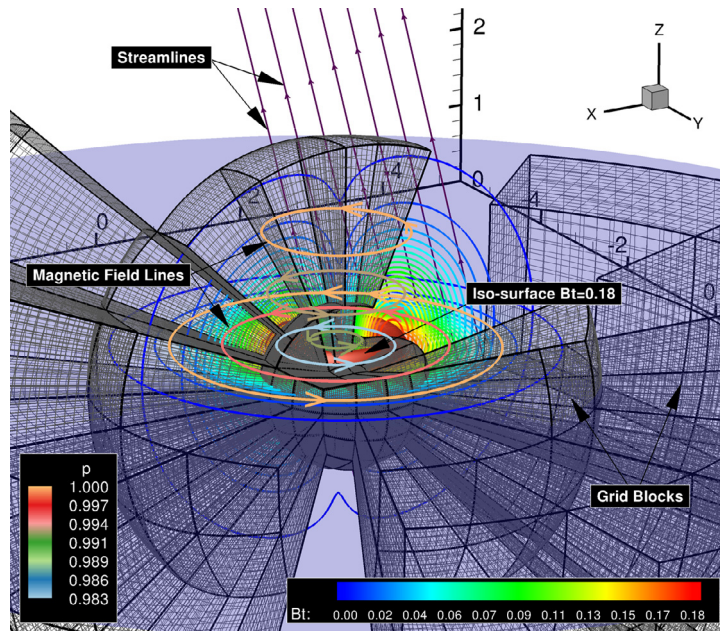 2
Streamlines
Z
1
X
Y
0
4
2
4
0
-2
Magnetic Field Lines
Iso-surface Bt=0.18
0
p
1.000
0.997
0.994
0.991
0.989
0.986
0.983
Grid Blocks
Bt: 0.00 0.02 0.04 0.06 0.07 0.09 0.11 0.13 0.15 0.17 0.18